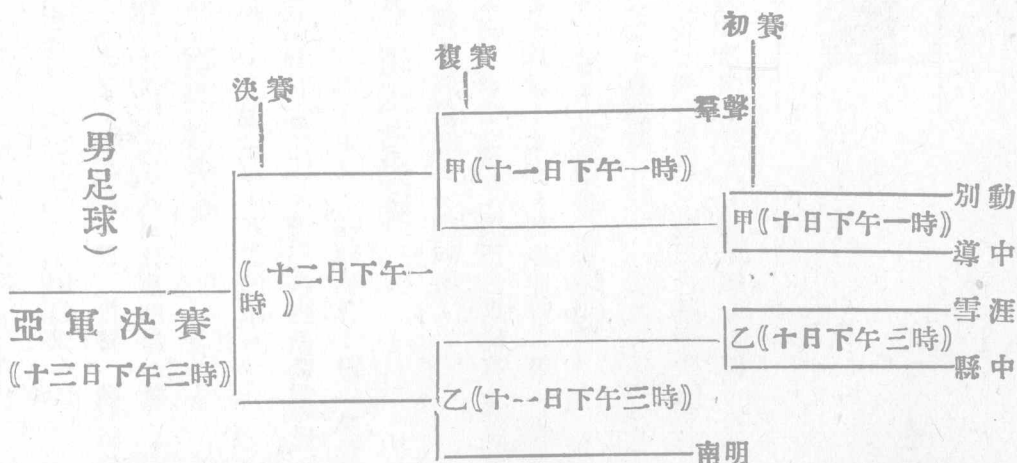 初賽
複賽
決賽
(男足球)
羣聲
甲((十一日下午一時))
別動
甲((十日下午一時))
導中
((十二日下午一
時))
亞軍決賽
((十三日下午三時))
雪涯
乙((十日下午三時))
縣中
乙((十一日下午三時))
南明